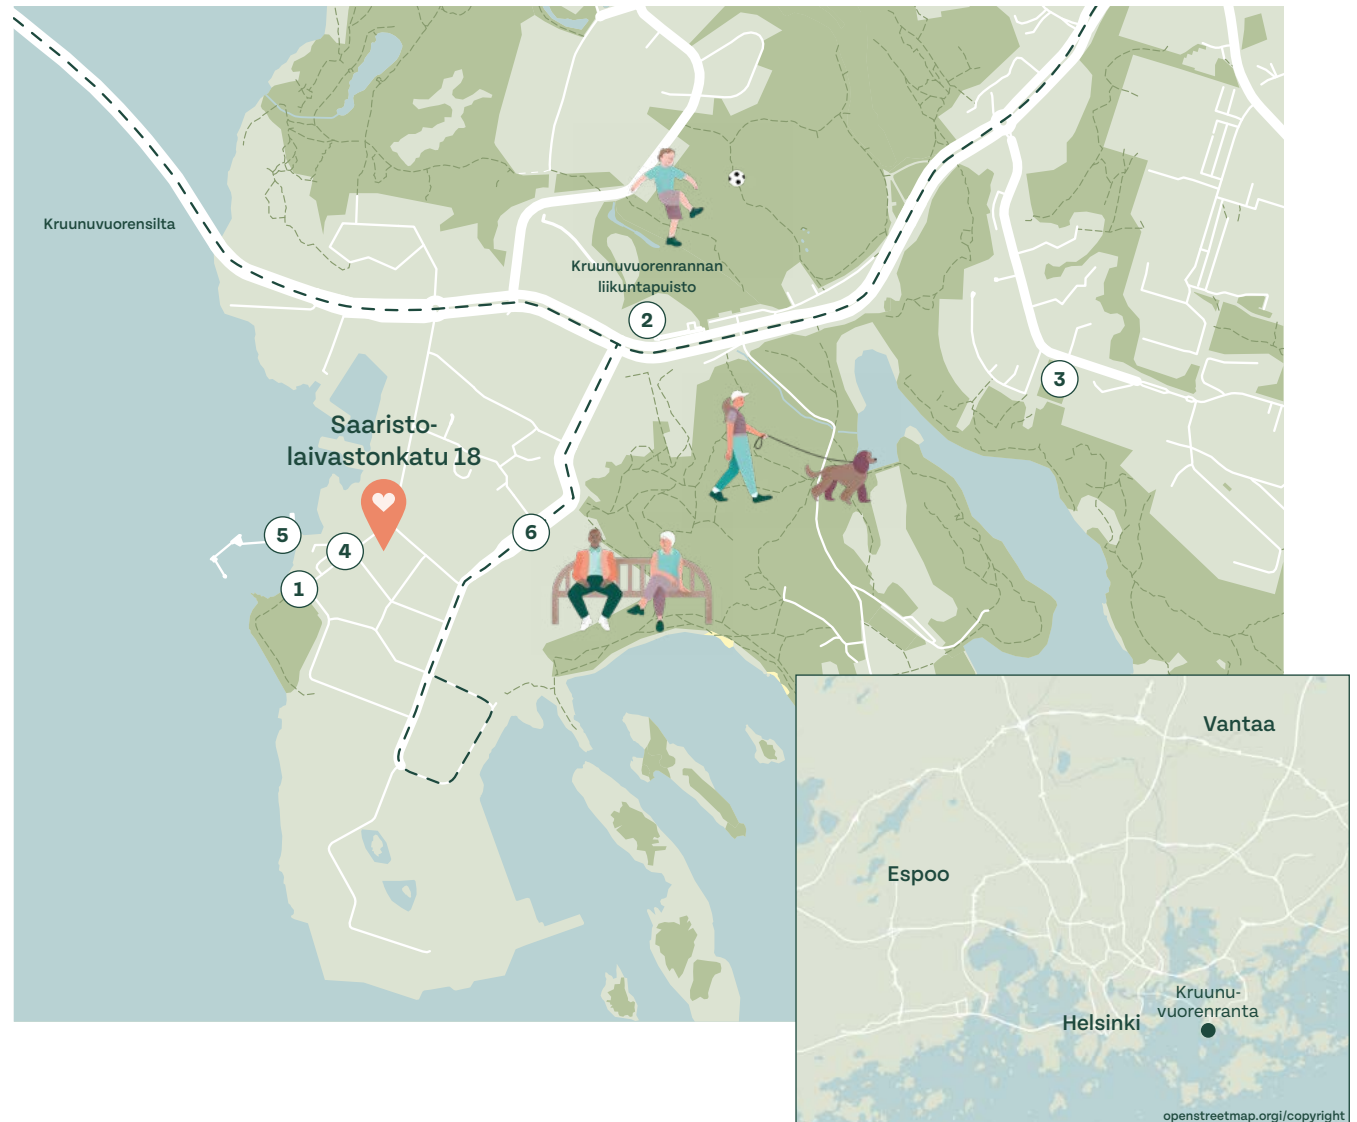 Kruunuvuorensilta
Kruunuvuorenrannan
liikuntapuisto
2
3
Saaristo-
laivastonkatu 18
5
4
6
1
Vantaa
Espoo
Kruunu-
vuorenranta
Helsinki
openstreetmap.orgi/copyright